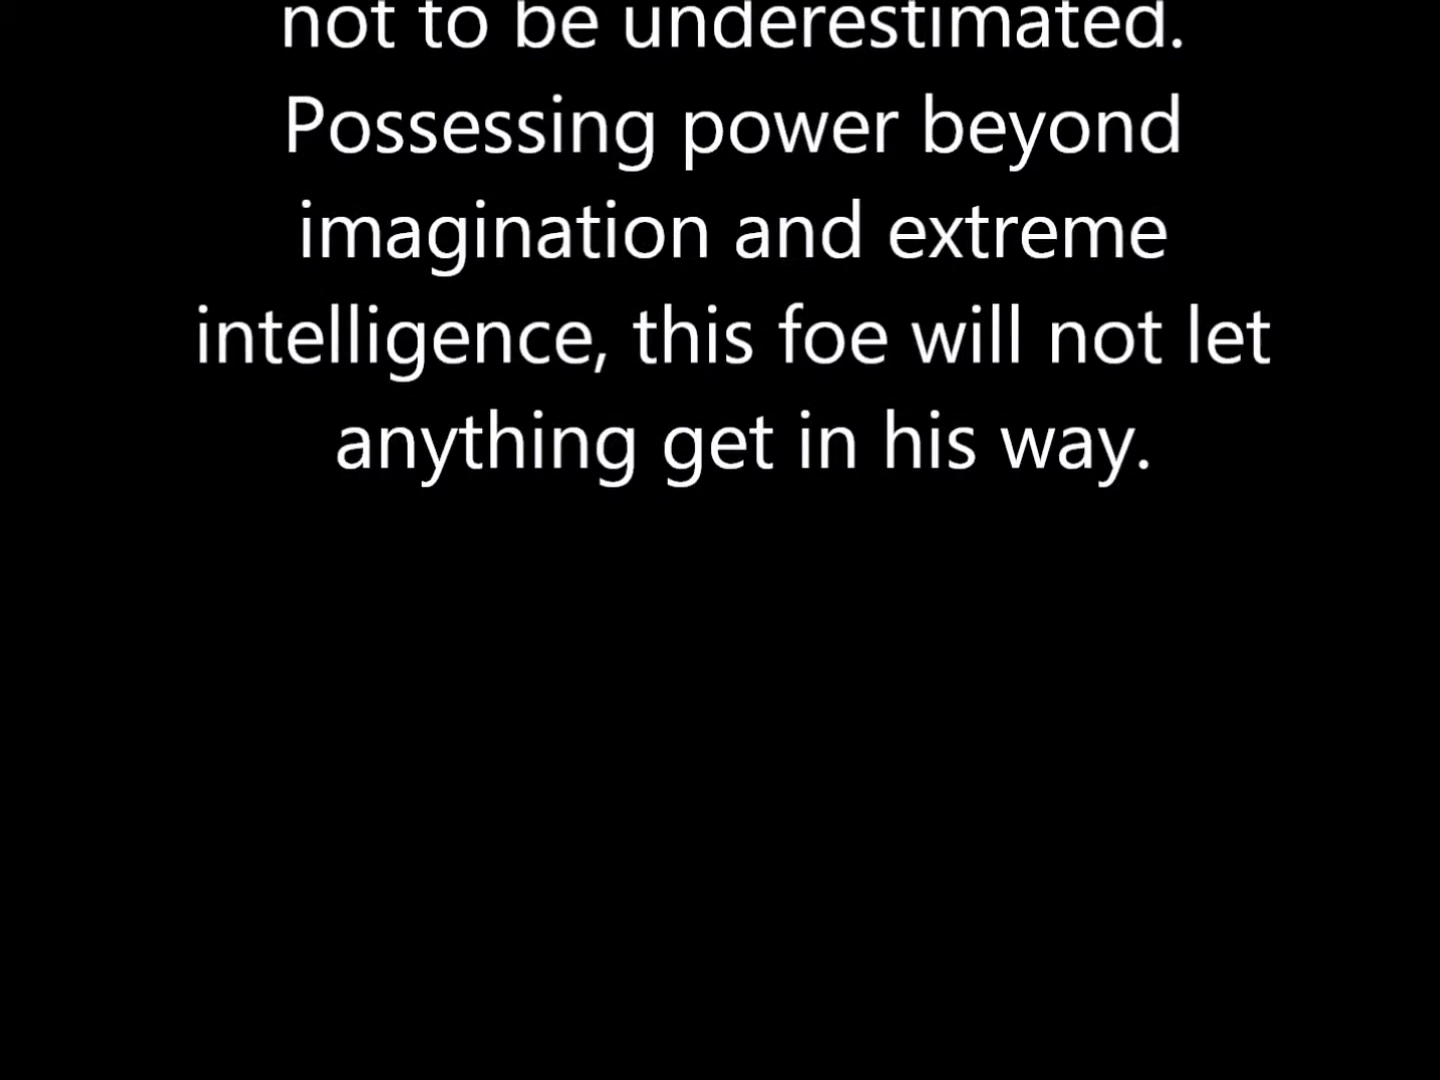 not to be underestimated.
Possessing power beyond
imagination and extreme
intelligence, this foe will not let
anything get in his way.